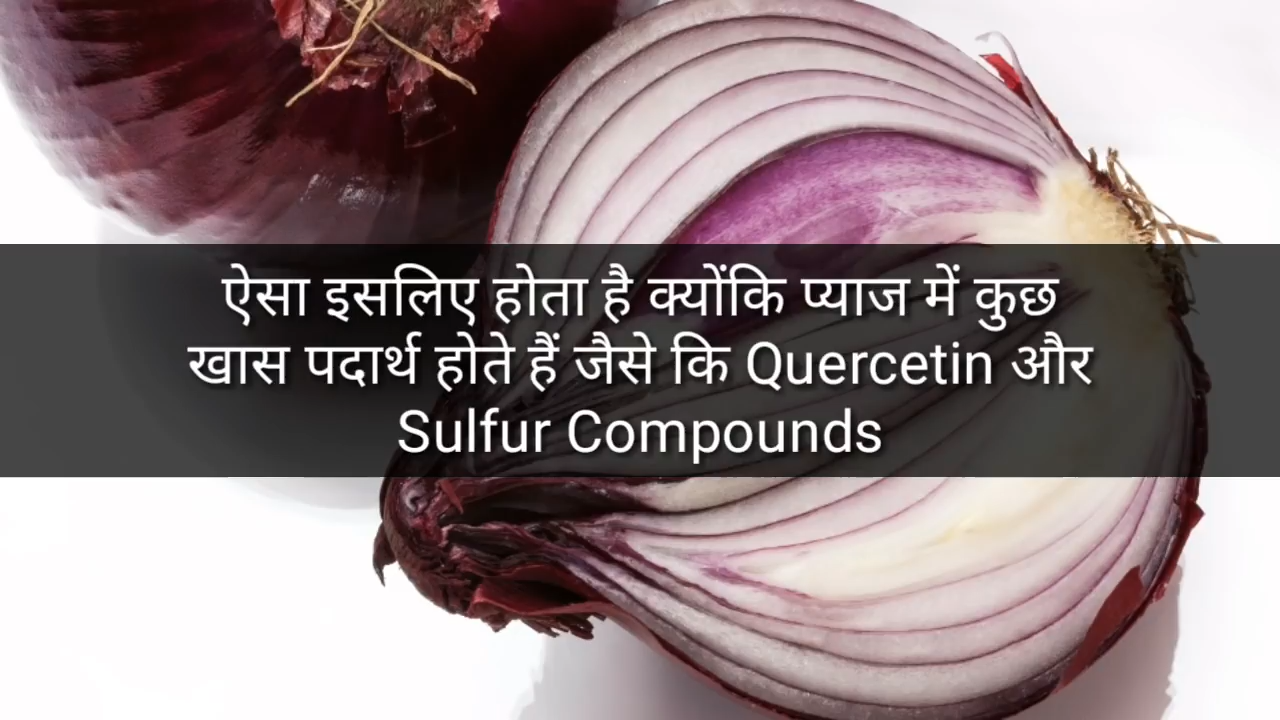 ऐसा इसलिए होता है क्योंकि प्याज में कुछ
खास पदार्थ होते हैं जैसे कि Quercetin और
Sulfur Compounds